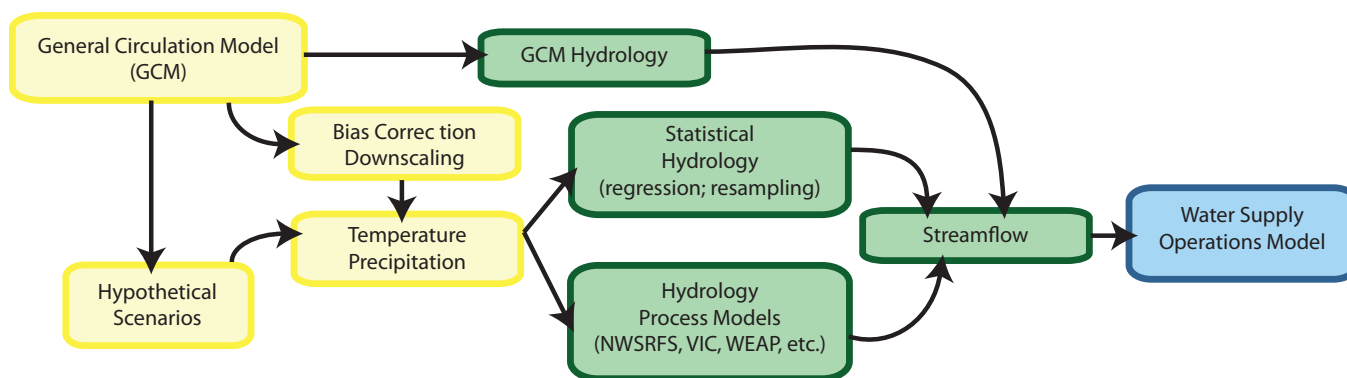 General Circulation Model
(GCM)
GCM Hydrology
Bias Correc tion
Downscaling
Temperature
Precipitation
Hypothetical
Scenarios
Statistical
Hydrology
(regression; resampling)
Hydrology
Process Models
(NWSRFS, VIC, WEAP, etc.)
Streamflow
Water Supply
Operations Model